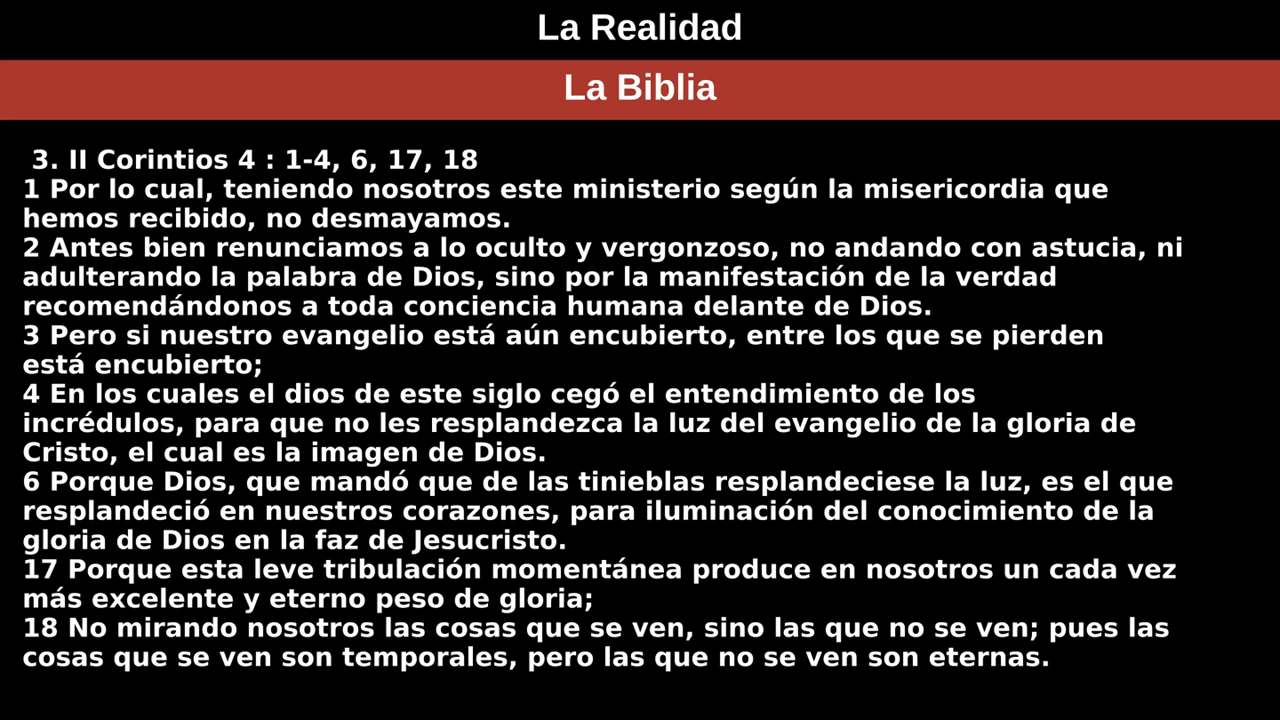 La Realidad
La Biblia
3. II Corintios 4 : 1-4, 6, 17, 18
1 Por lo cual, teniendo nosotros este ministerio según la misericordia que
hemos recibido, no desmayamos.
2 Antes bien renunciamos a lo oculto y vergonzoso, no andando con astucia, ni
adulterando la palabra de Dios, sino por la manifestación de la verdad
recomendándonos a toda conciencia humana delante de Dios.
3 Pero si nuestro evangelio está aún encubierto, entre los que se pierden
está encubierto;
4 En los cuales el dios de este siglo cegó el entendimiento de los
incrédulos, para que no les resplandezca la luz del evangelio de la gloria de
Cristo, el cual es la imagen de Dios.
6 Porque Dios, que mandó que de las tinieblas resplandeciese la luz, es el que
resplandeció en nuestros corazones, para iluminación del conocimiento de la
gloria de Dios en la faz de Jesucristo.
17 Porque esta leve tribulación momentánea produce en nosotros un cada vez
más excelente y eterno peso de gloria;
18 No mirando nosotros las cosas que se ven, sino las que no se ven; pues las
cosas que se ven son temporales, pero las que no se ven son eternas.